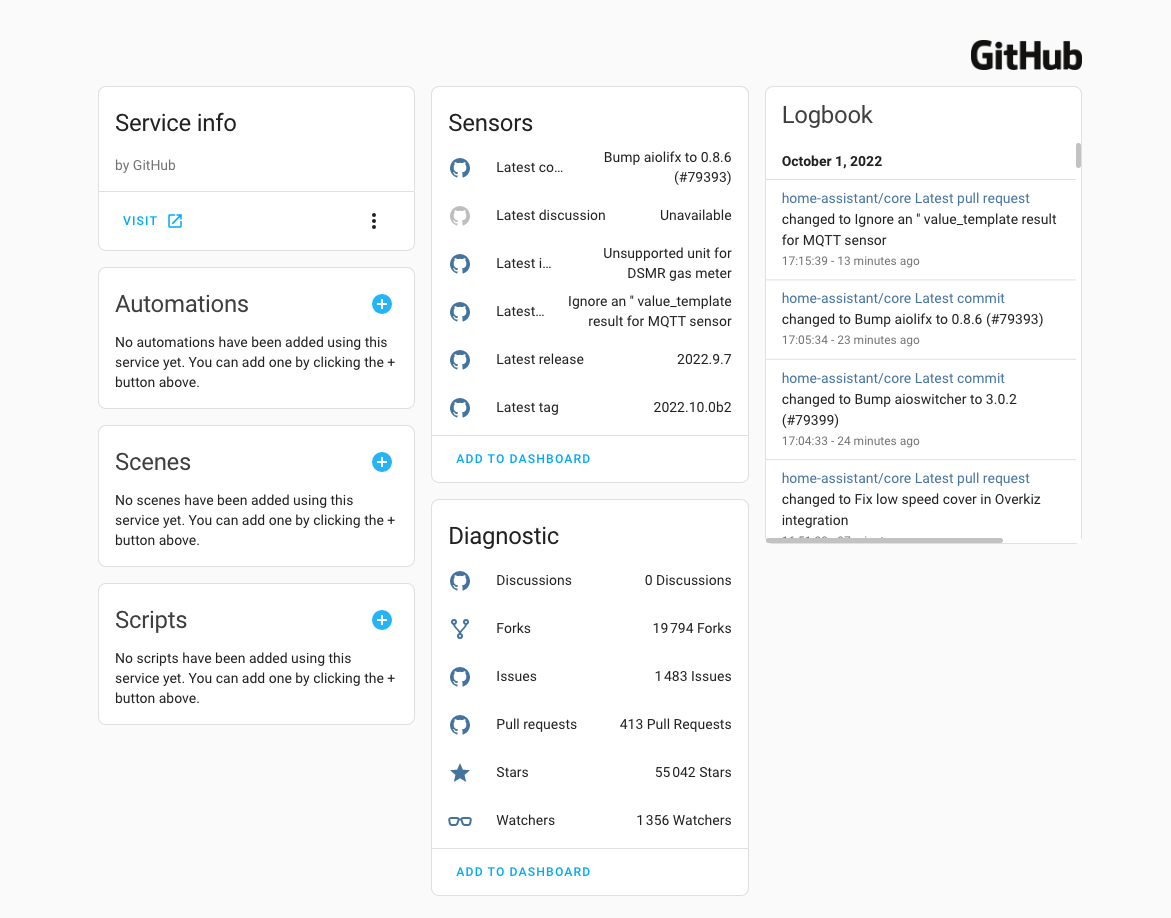 GitHub
Service info
by GitHub
VISIT
Automations
No automations have been added using this
service yet. You can add one by clicking the +
button above.
Scenes
No scenes have been added using this
service yet. You can add one by clicking the +
button above.
Scripts
No scripts have been added using this
service yet. You can add one by clicking the +
button above.
Sensors
Latest co... Bump aiolifx to 0.8.6
(#79393)
Latest discussion Unavailable
Latest i... Unsupported unit for
DSMR gas meter
Latest... Ignore an '' value_template
result for MQTT sensor
Latest release 2022.9.7
Latest tag 2022.10.0b2
ADD TO DASHBOARD
Diagnostic
Discussions 0 Discussions
Forks 19 794 Forks
Issues 1 483 Issues
Pull requests 413 Pull Requests
Stars 55 042 Stars
Watchers 1 356 Watchers
ADD TO DASHBOARD
Logbook
October 1, 2022
home-assistant/core Latest pull request
changed to Ignore an '' value_template result
for MQTT sensor
17:15:39 - 13 minutes ago
home-assistant/core Latest commit
changed to Bump aiolifx to 0.8.6 (#79393)
17:05:34 - 23 minutes ago
home-assistant/core Latest commit
changed to Bump aioswitcher to 3.0.2
(#79399)
17:04:33 - 24 minutes ago
home-assistant/core Latest pull request
changed to Fix low speed cover in Overkiz
integration